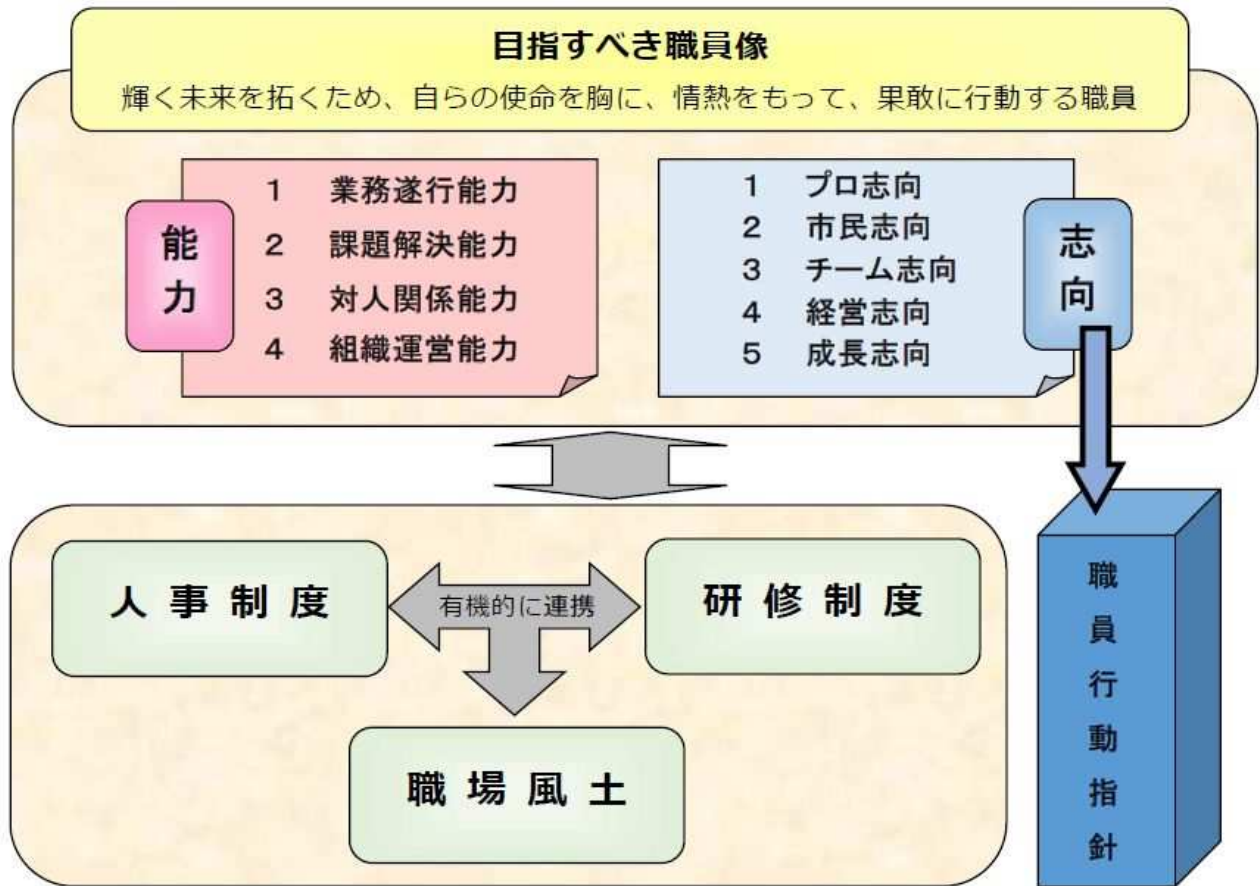 目指すべき職員像
輝く未来を拓くため、自らの使命を胸に、情熱をもって、果敢に行動する職員
能力
1 業務遂行能力
2 課題解決能力
3 対人関係能力
4 組織運営能力
1 プロ志向
2 市民志向
3 チーム志向
4 経営志向
5 成長志向
志向
人事制度
有機的に連携
研修制度
職場風土
職員行動指針